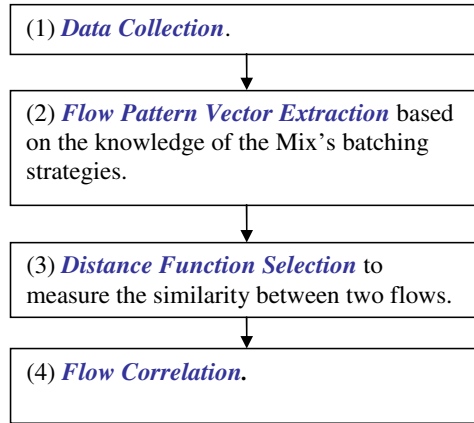 (1) Data Collection.
(2) Flow Pattern Vector Extraction based
on the knowledge of the Mix's batching
strategies.
(3) Distance Function Selection to
measure the similarity between two flows.
(4) Flow Correlation.